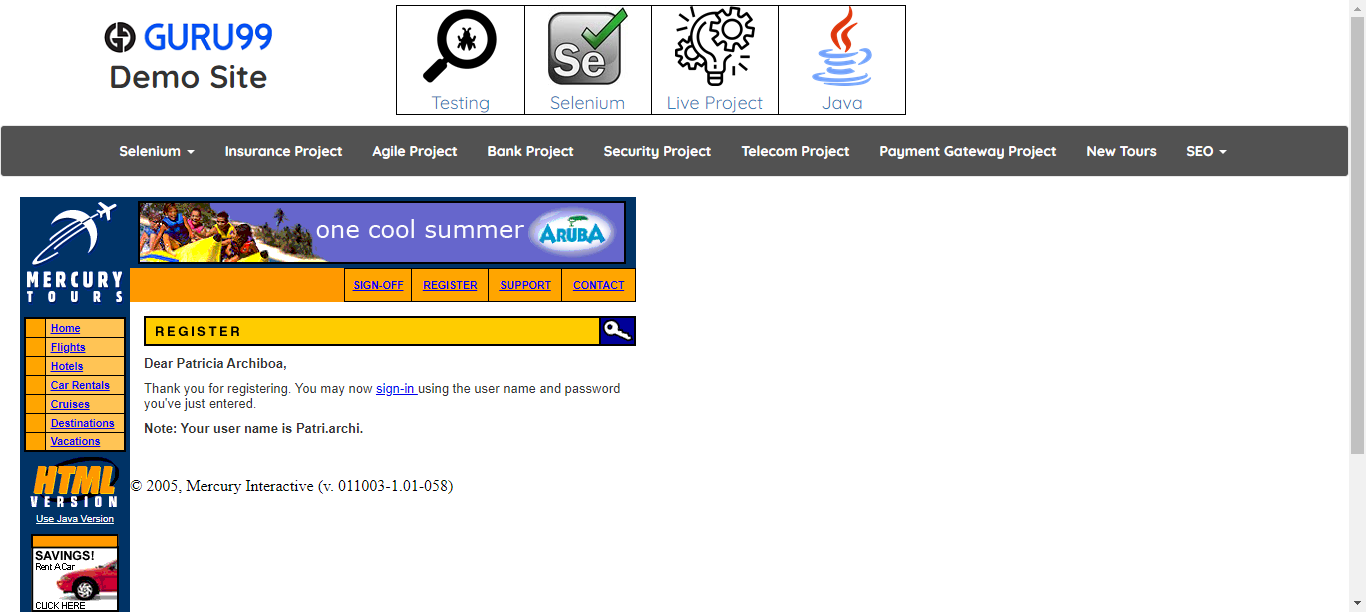 GURU99
Demo Site
Testing
Se
Selenium
Live Project
Java
Selenium
Insurance Project
Agile Project
Bank Project
Security Project
Telecom Project
Payment Gateway Project
New Tours
SEO
one cool summer
ARUBA
MERCURY
TOURS
SIGN-OFF
REGISTER
SUPPORT
CONTACT
Home
Flights
Hotels
Car Rentals
Cruises
Destinations
Vacations
HTML
VERSION
Use Java Version
SAVINGS!
Rent A Car
CLICK HERE
REGISTER
Dear Patricia Archiboa,
Thank you for registering. You may now sign-in using the user name and password
you've just entered.
Note: Your user name is Patri.archi.
© 2005, Mercury Interactive (v. 011003-1.01-058)